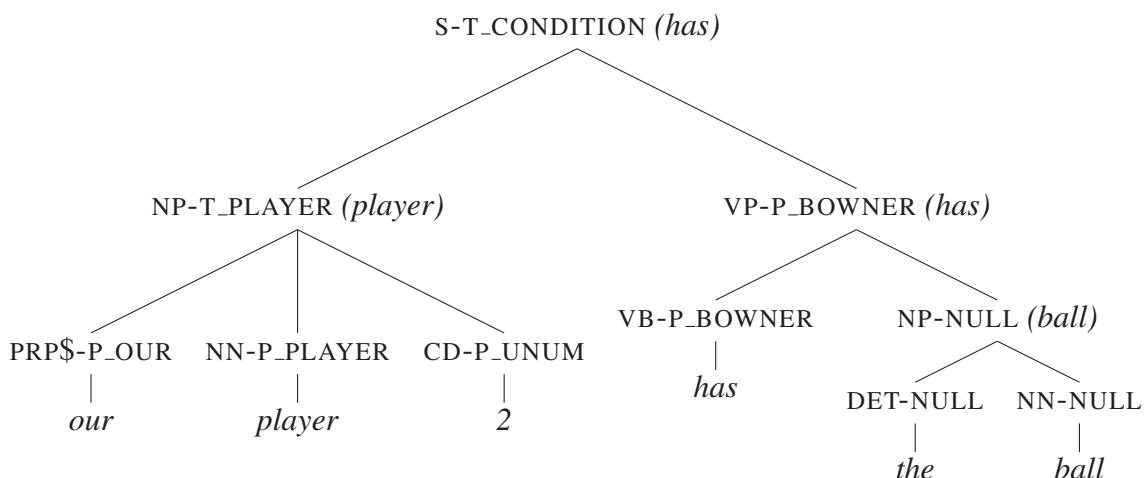 S-T_CONDITION (has)
NP-T_PLAYER (player) VP-P_BOWNER (has)
PRP$-P_OUR NN-P_PLAYER CD-P_UNUM VB-P_BOWNER NP-NULL (ball)
our player 2 has DET-NULL NN-NULL
the ball